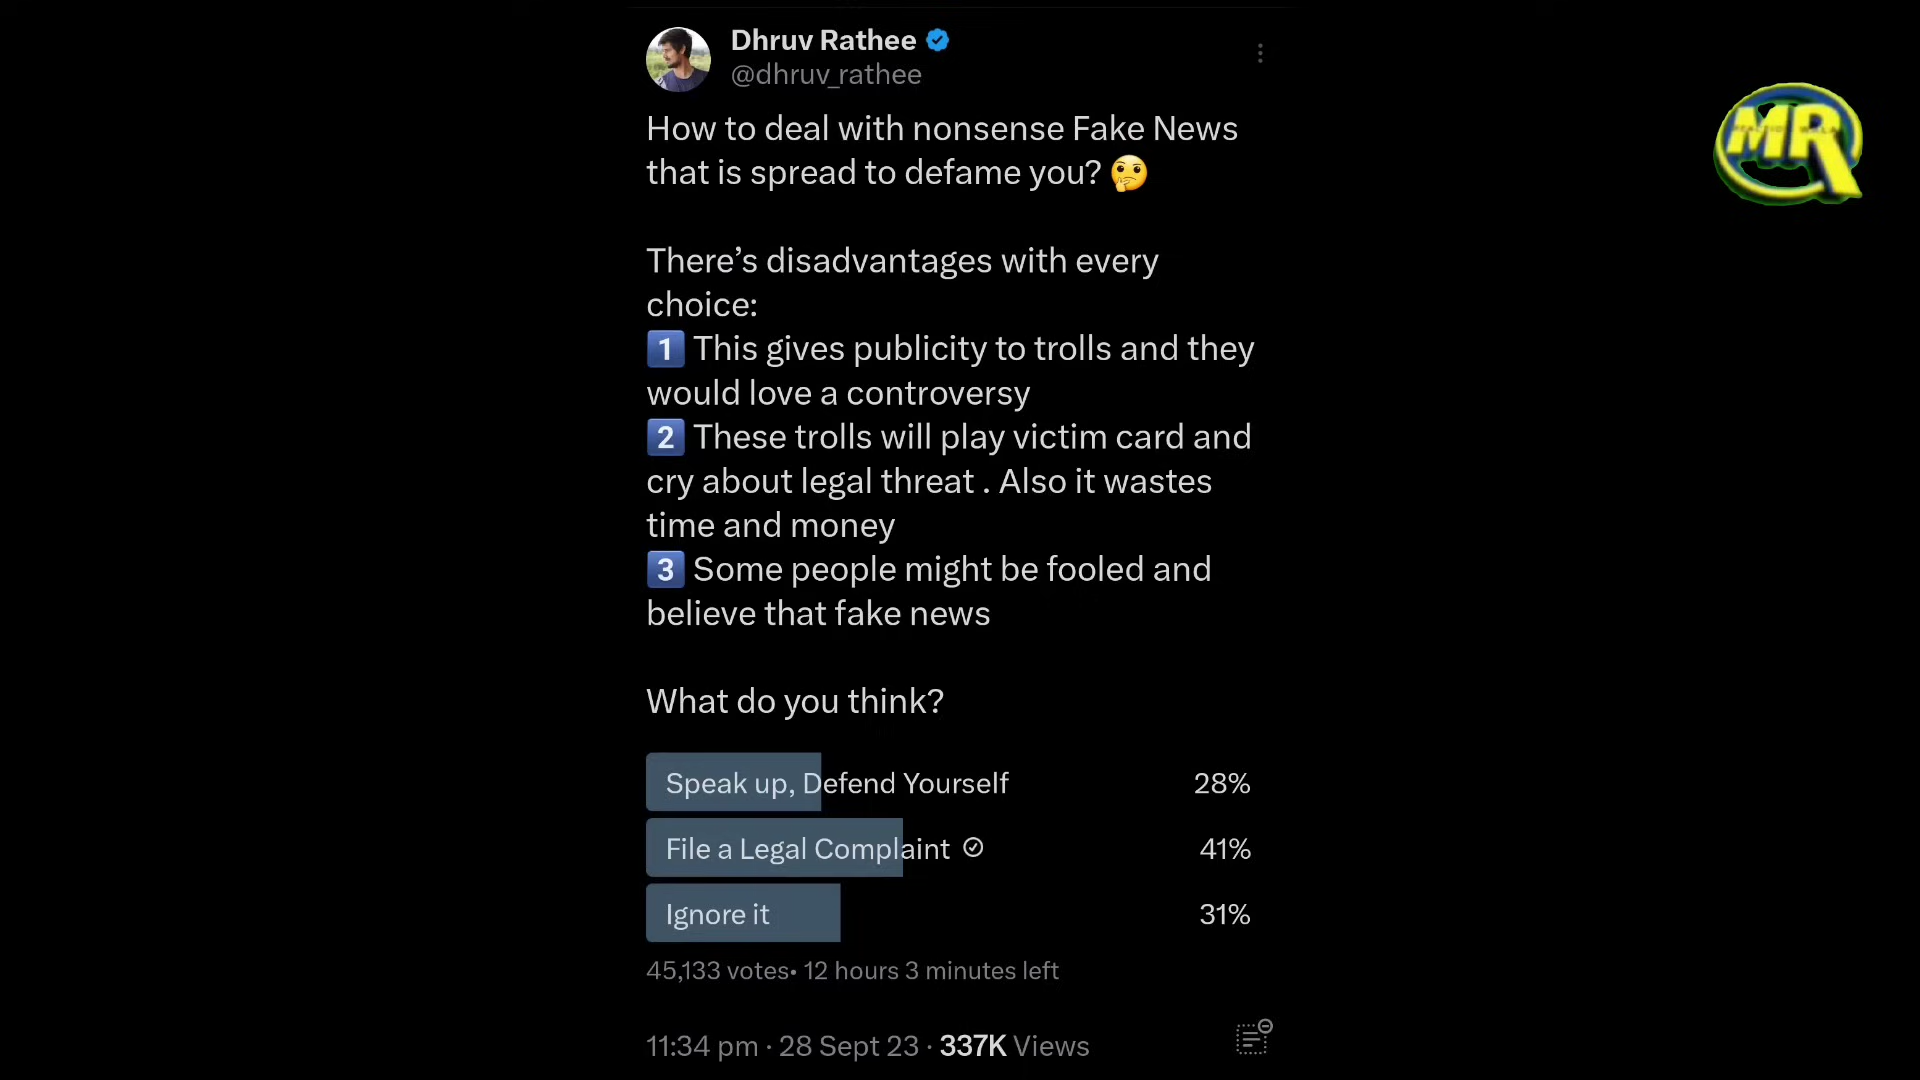 Dhruv Rathee
@dhruv_rathee
MR
How to deal with nonsense Fake News
that is spread to defame you? 🤔
There’s disadvantages with every
choice:
1️⃣ This gives publicity to trolls and they
would love a controversy
2️⃣ These trolls will play victim card and
cry about legal threat . Also it wastes
time and money
3️⃣ Some people might be fooled and
believe that fake news
What do you think?
Speak up, Defend Yourself 28%
File a Legal Complaint 41%
Ignore it 31%
45,133 votes• 12 hours 3 minutes left
11:34 pm · 28 Sept 23 · 337K Views